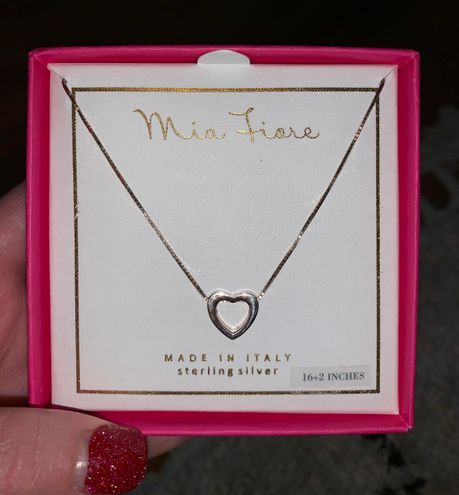 Mia Fiore
MADE IN ITALY
sterling silver
16+2 INCHES